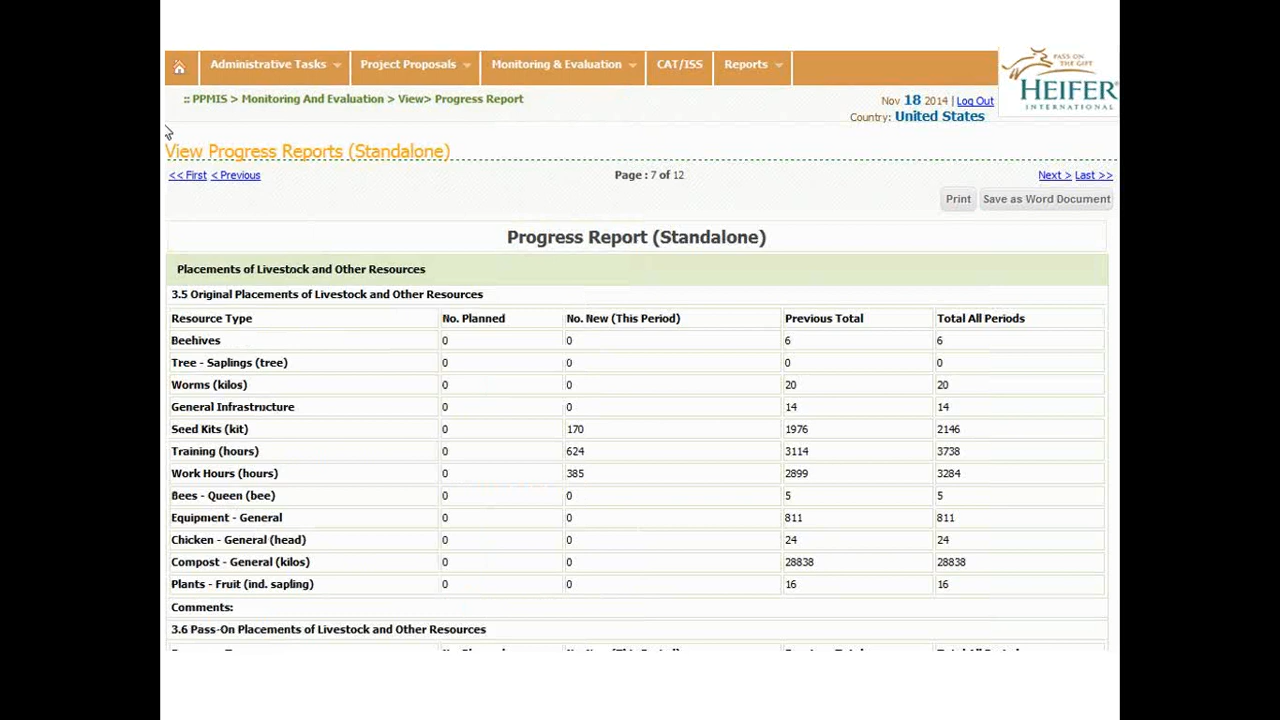 Administrative Tasks Project Proposals Monitoring & Evaluation CAT/ISS Reports
PASS ON THE GIFT
HEIFER
INTERNATIONAL
:: PPMIS > Monitoring And Evaluation > View> Progress Report
Nov 18 2014 | Log Out
Country: United States
View Progress Reports (Standalone)
<< First < Previous Page : 7 of 12 Next > Last >>
Print Save as Word Document
Progress Report (Standalone)
Placements of Livestock and Other Resources
3.5 Original Placements of Livestock and Other Resources
Resource Type No. Planned No. New (This Period) Previous Total Total All Periods
Beehives 0 0 6 6
Tree - Saplings (tree) 0 0 0 0
Worms (kilos) 0 0 20 20
General Infrastructure 0 0 14 14
Seed Kits (kit) 0 170 1976 2146
Training (hours) 0 624 3114 3738
Work Hours (hours) 0 385 2899 3284
Bees - Queen (bee) 0 0 5 5
Equipment - General 0 0 811 811
Chicken - General (head) 0 0 24 24
Compost - General (kilos) 0 0 28838 28838
Plants - Fruit (ind. sapling) 0 0 16 16
Comments:
3.6 Pass-On Placements of Livestock and Other Resources